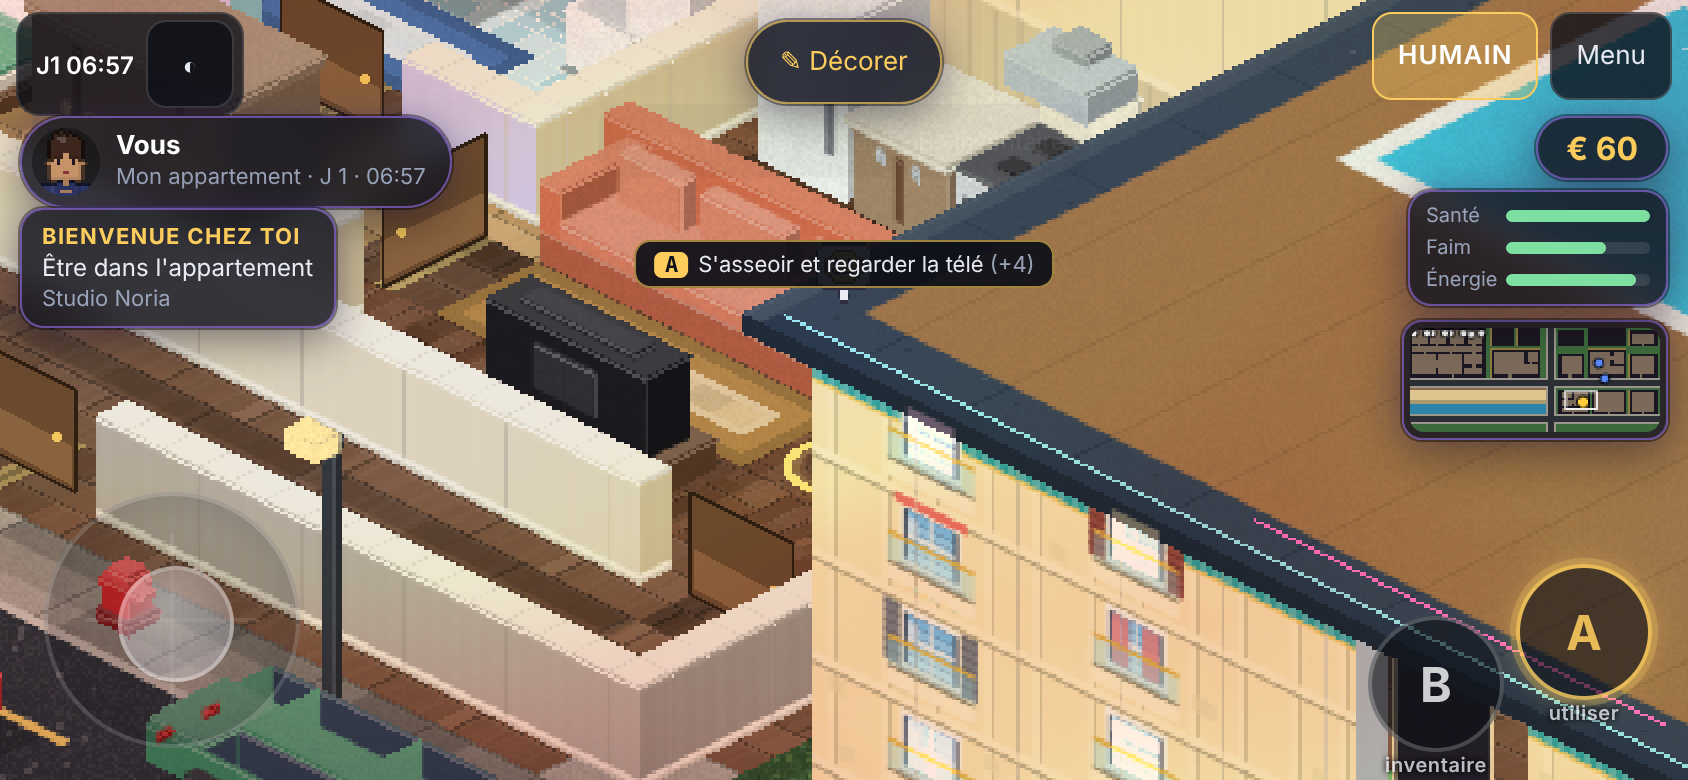 J1 06:57
✎ Décorer
HUMAIN
Menu
Vous
Mon appartement · J 1 · 06:57
€ 60
BIENVENUE CHEZ TOI
Être dans l'appartement
Studio Noria
Santé
Faim
Énergie
A S'asseoir et regarder la télé (+4)
A
utiliser
B
inventaire